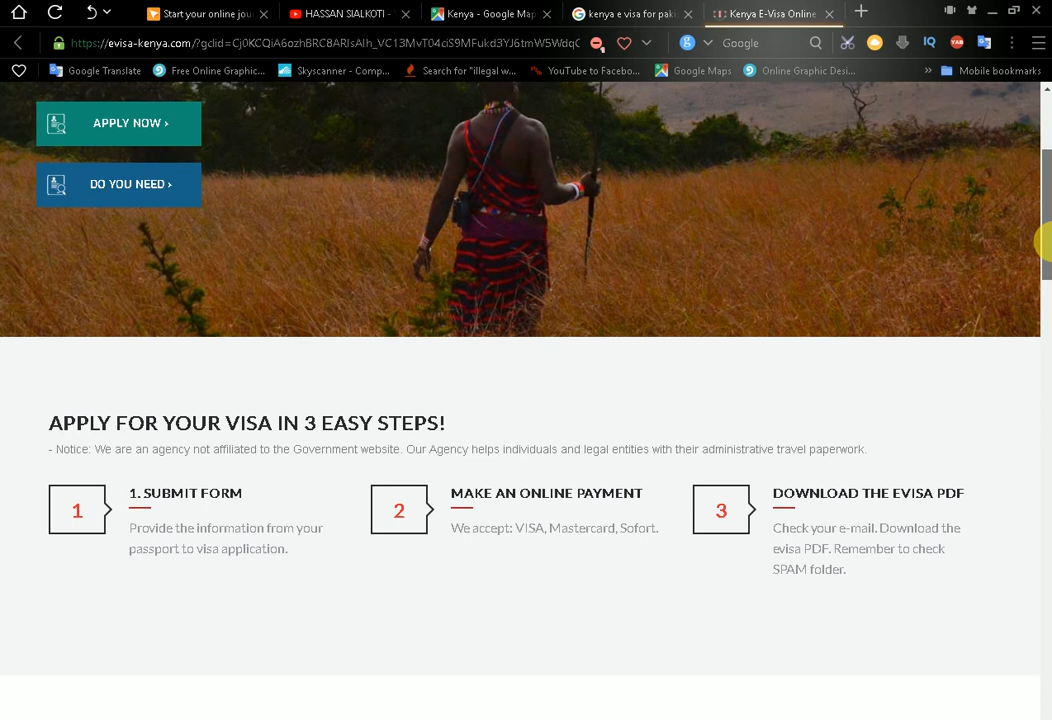 Start your online jou
HASSAN SIALKOTI -
Kenya - Google Map
kenya e visa for paki
Kenya E-Visa Online
https://evisa-kenya.com/?gclid=Cj0KCQiA6ozhBRC8ARIsAIh_VC13MvT04ciS9MFukd3YJ6tmW5WdqC
g
Google
IQ
YAB
Google Translate
Free Online Graphic...
Skyscanner - Comp...
Search for "illegal w...
YouTube to Facebo...
Google Maps
Online Graphic Desi...
»
Mobile bookmarks
APPLY NOW ›
DO YOU NEED ›
APPLY FOR YOUR VISA IN 3 EASY STEPS!
- Notice: We are an agency not affiliated to the Government website. Our Agency helps individuals and legal entities with their administrative travel paperwork.
1
1. SUBMIT FORM
Provide the information from your
passport to visa application.
2
MAKE AN ONLINE PAYMENT
We accept: VISA, Mastercard, Sofort.
3
DOWNLOAD THE EVISA PDF
Check your e-mail. Download the
evisa PDF. Remember to check
SPAM folder.